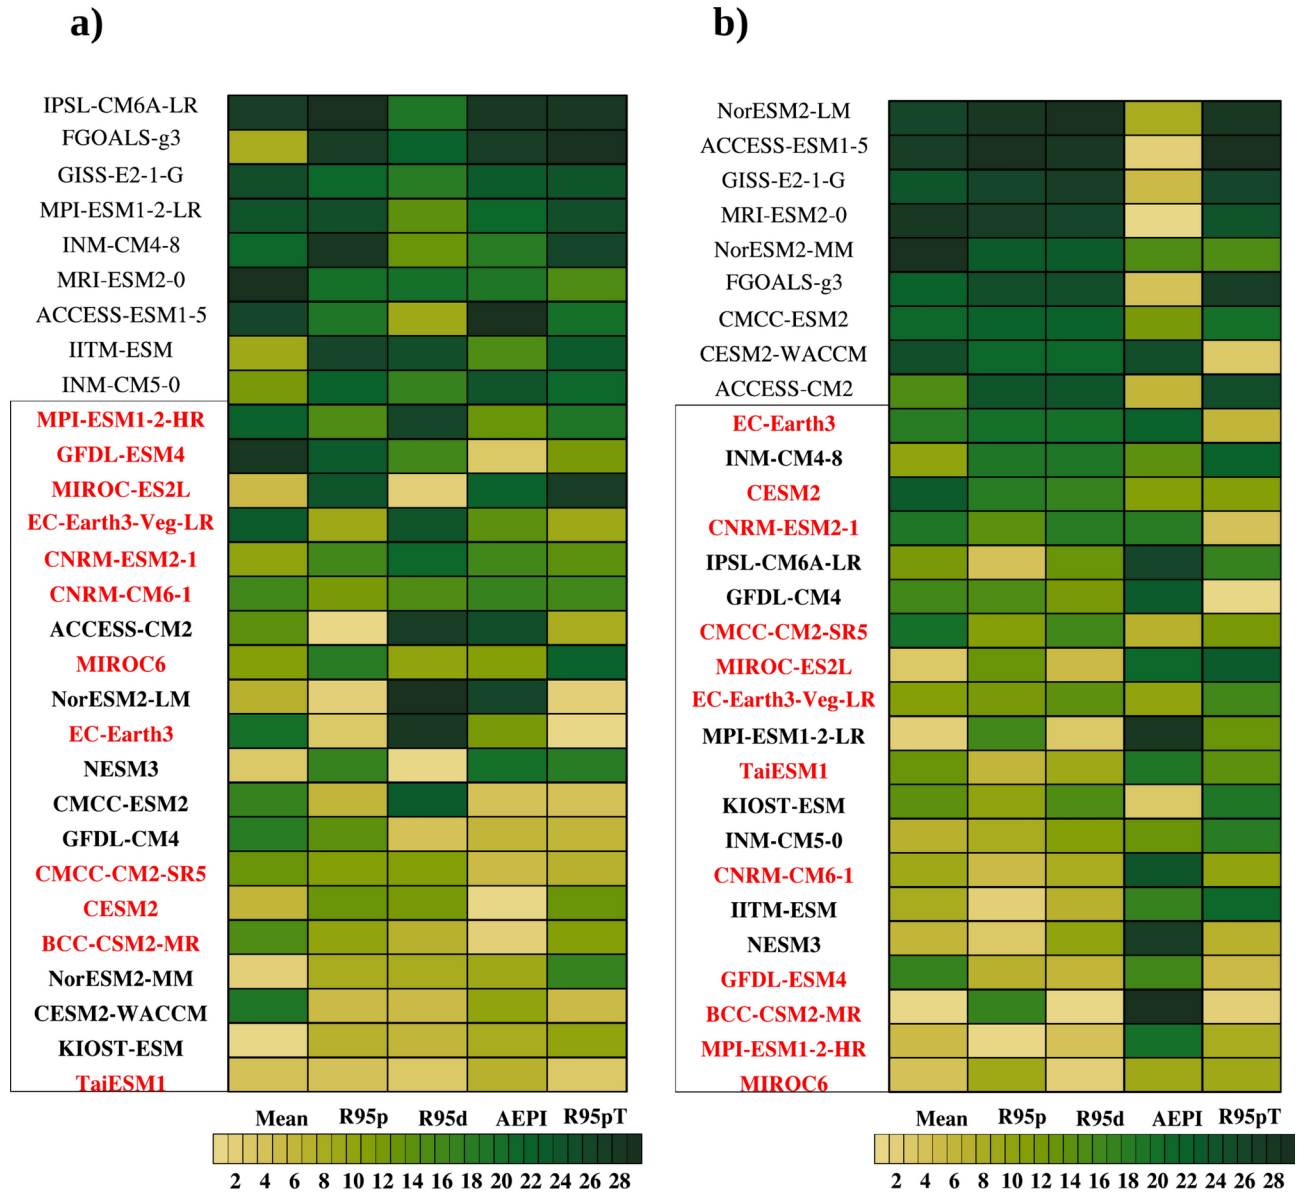 a)
IPSL-CM6A-LR
FGOALS-g3
GISS-E2-1-G
MPI-ESM1-2-LR
INM-CM4-8
MRI-ESM2-0
ACCESS-ESM1-5
IITM-ESM
INM-CM5-0
MPI-ESM1-2-HR
GFDL-ESM4
MIROC-ES2L
EC-Earth3-Veg-LR
CNRM-ESM2-1
CNRM-CM6-1
ACCESS-CM2
MIROC6
NorESM2-LM
EC-Earth3
NESM3
CMCC-ESM2
GFDL-CM4
CMCC-CM2-SR5
CESM2
BCC-CSM2-MR
NorESM2-MM
CESM2-WACCM
KIOST-ESM
TaiESM1
Mean R95p R95d AEPI R95pT
2 4 6 8 10 12 14 16 18 20 22 24 26 28
b)
NorESM2-LM
ACCESS-ESM1-5
GISS-E2-1-G
MRI-ESM2-0
NorESM2-MM
FGOALS-g3
CMCC-ESM2
CESM2-WACCM
ACCESS-CM2
EC-Earth3
INM-CM4-8
CESM2
CNRM-ESM2-1
IPSL-CM6A-LR
GFDL-CM4
CMCC-CM2-SR5
MIROC-ES2L
EC-Earth3-Veg-LR
MPI-ESM1-2-LR
TaiESM1
KIOST-ESM
INM-CM5-0
CNRM-CM6-1
IITM-ESM
NESM3
GFDL-ESM4
BCC-CSM2-MR
MPI-ESM1-2-HR
MIROC6
Mean R95p R95d AEPI R95pT
2 4 6 8 10 12 14 16 18 20 22 24 26 28